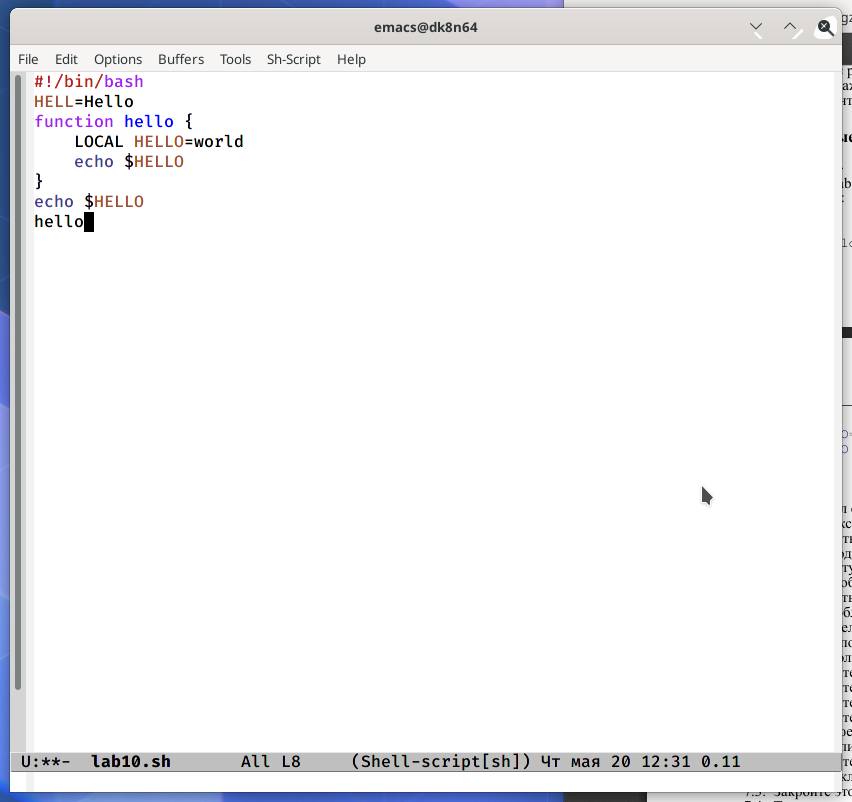 emacs@dk8n64
File Edit Options Buffers Tools Sh-Script Help
#!/bin/bash
HELL=Hello
function hello {
    LOCAL HELLO=world
    echo $HELLO
}
echo $HELLO
hello
U:**-  lab10.sh       All L8     (Shell-script[sh]) Чт мая 20 12:31 0.11